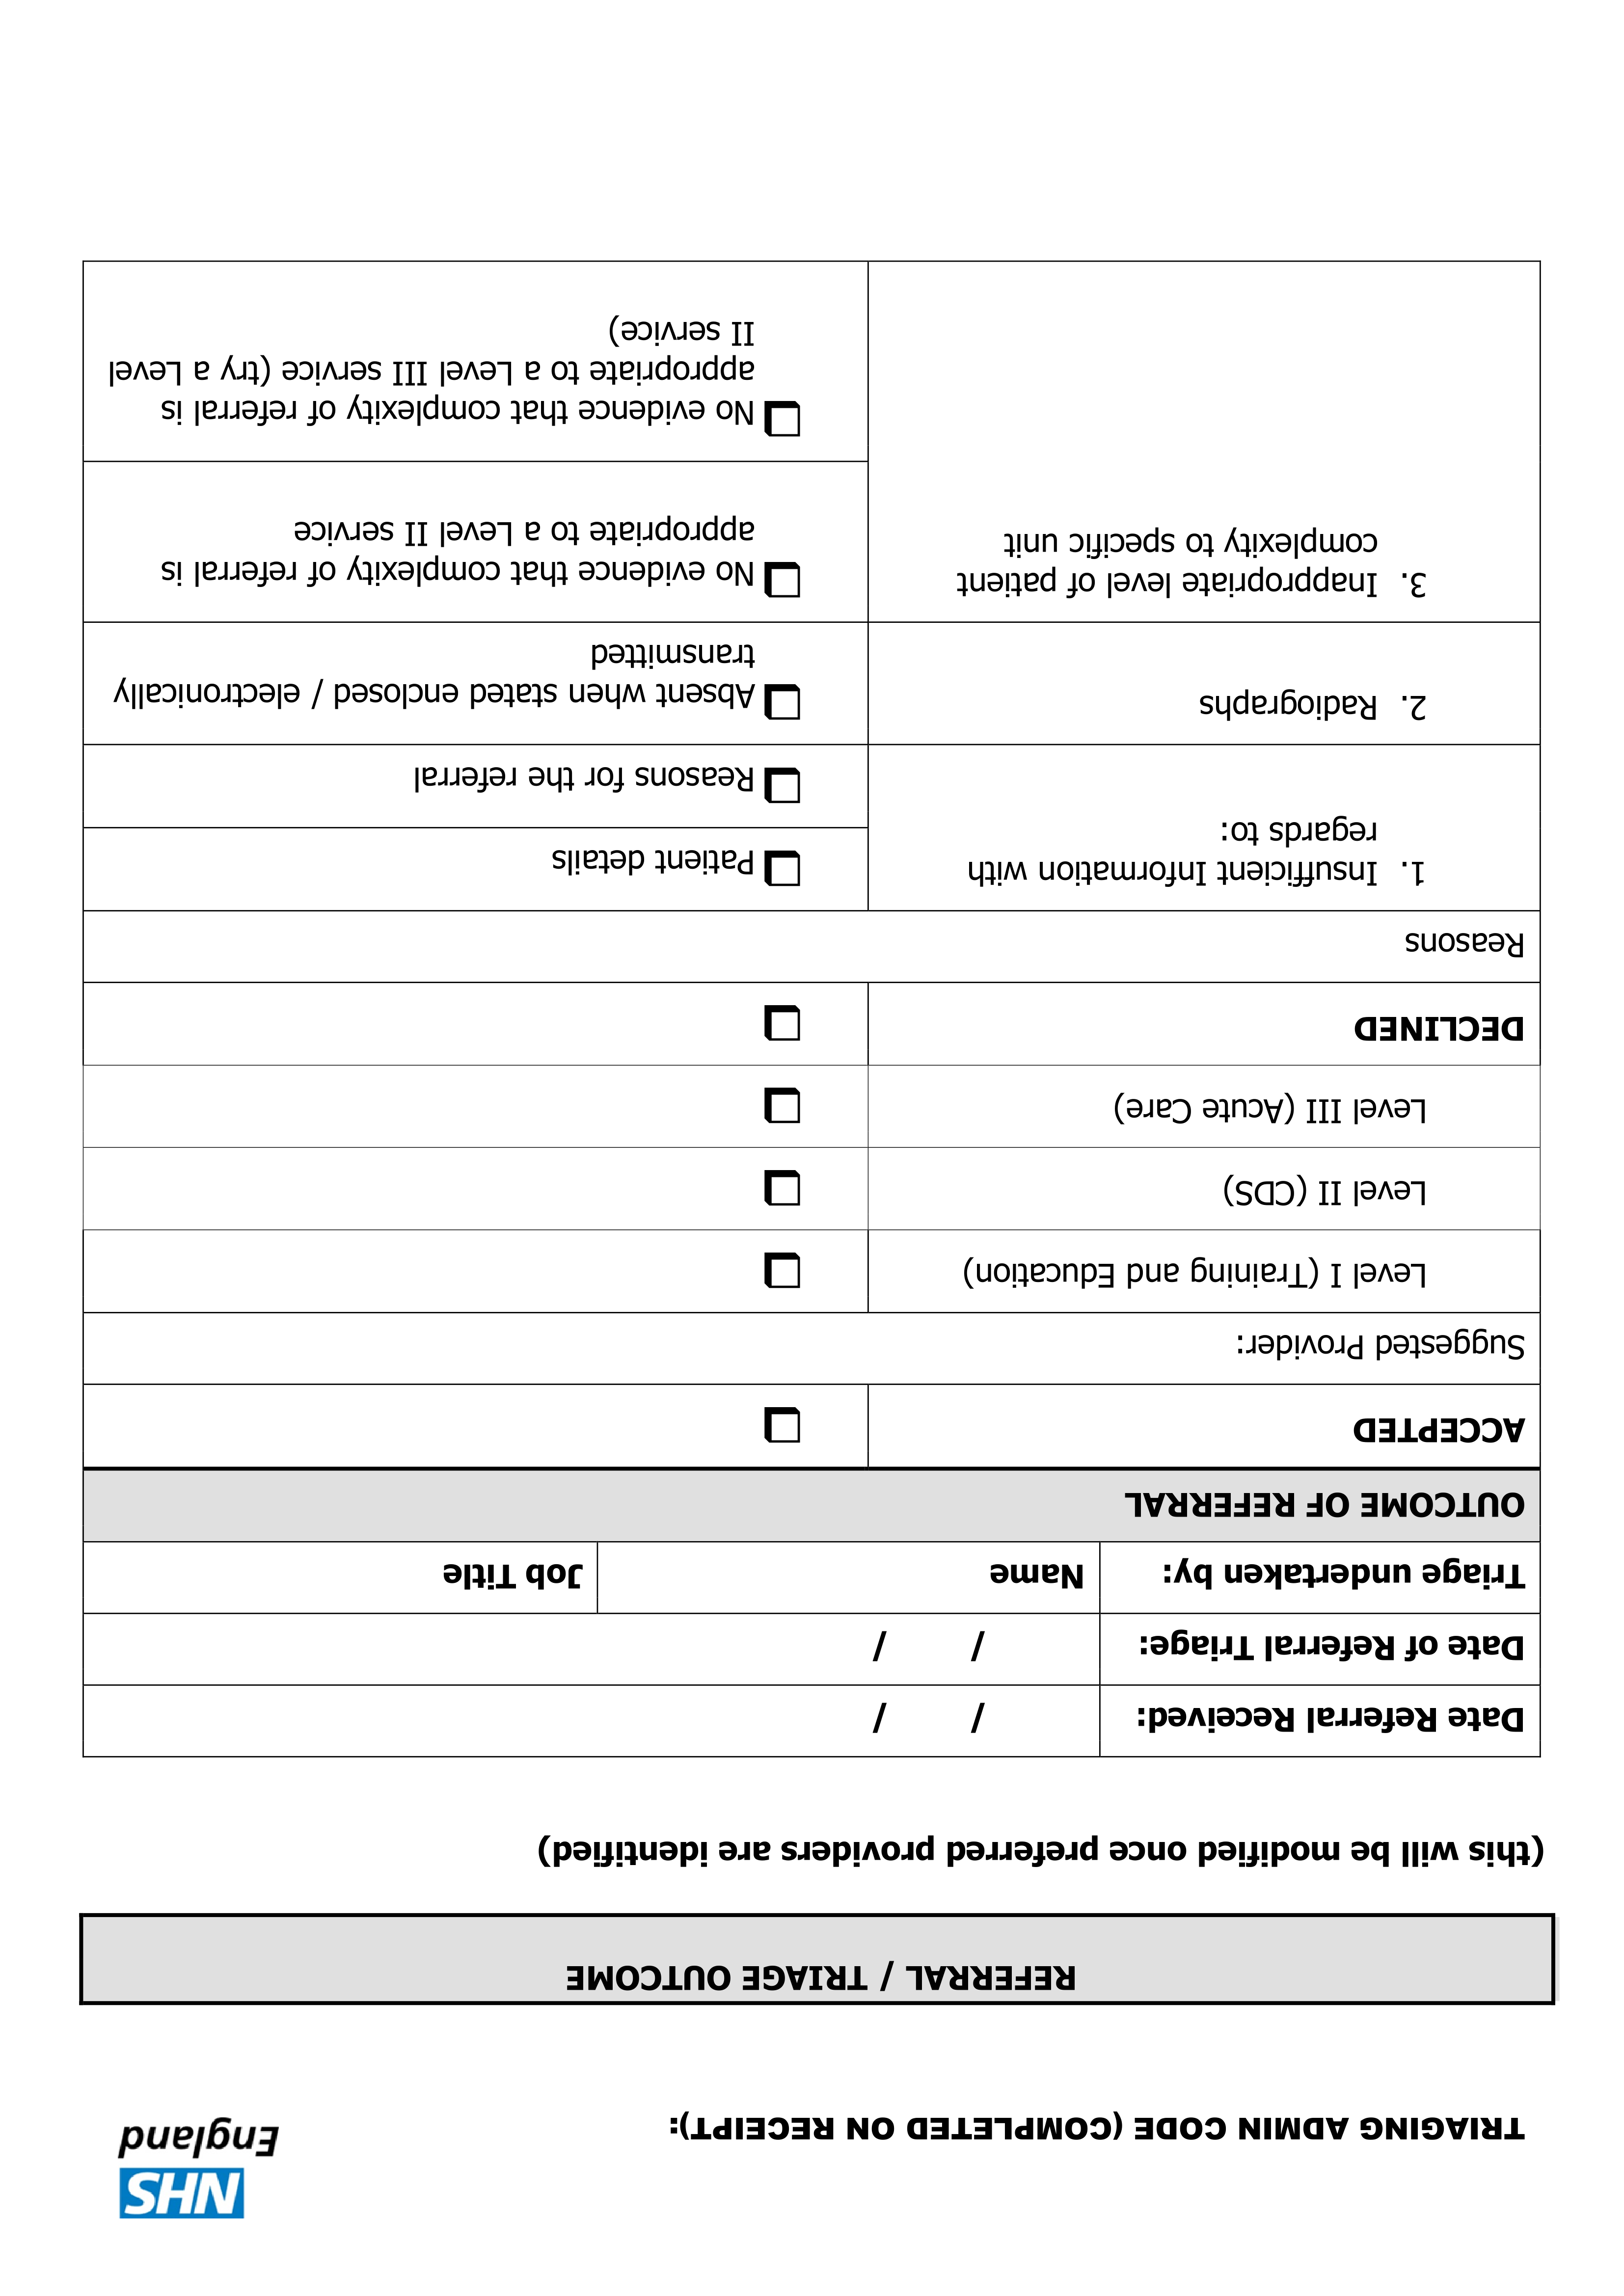 NHS
England
TRIAGING ADMIN CODE (COMPLETED ON RECEIPT):
REFERRAL / TRIAGE OUTCOME
(this will be modified once preferred providers are identified)
Date Referral Received: / /
Date of Referral Triage: / /
Triage undertaken by: Name Job Title
OUTCOME OF REFERRAL
ACCEPTED ❑
Suggested Provider:
Level I (Training and Education) ❑
Level II (CDS) ❑
Level III (Acute Care) ❑
DECLINED ❑
Reasons
1. Insufficient Information with
regards to:
❑ Patient details
❑ Reasons for the referral
2. Radiographs
❑ Absent when stated enclosed / electronically
transmitted
3. Inappropriate level of patient
complexity to specific unit
❑ No evidence that complexity of referral is
appropriate to a Level II service
❑ No evidence that complexity of referral is
appropriate to a Level III service (try a Level
II service)